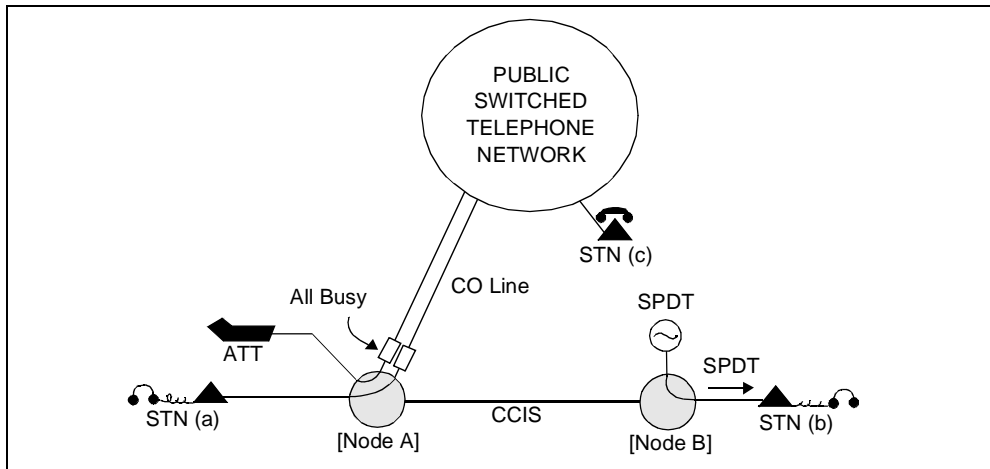 PUBLIC
SWITCHED
TELEPHONE
NETWORK
STN (c)
CO Line
All Busy
SPDT
ATT
SPDT
STN (a)
CCIS
STN (b)
[Node A]
[Node B]